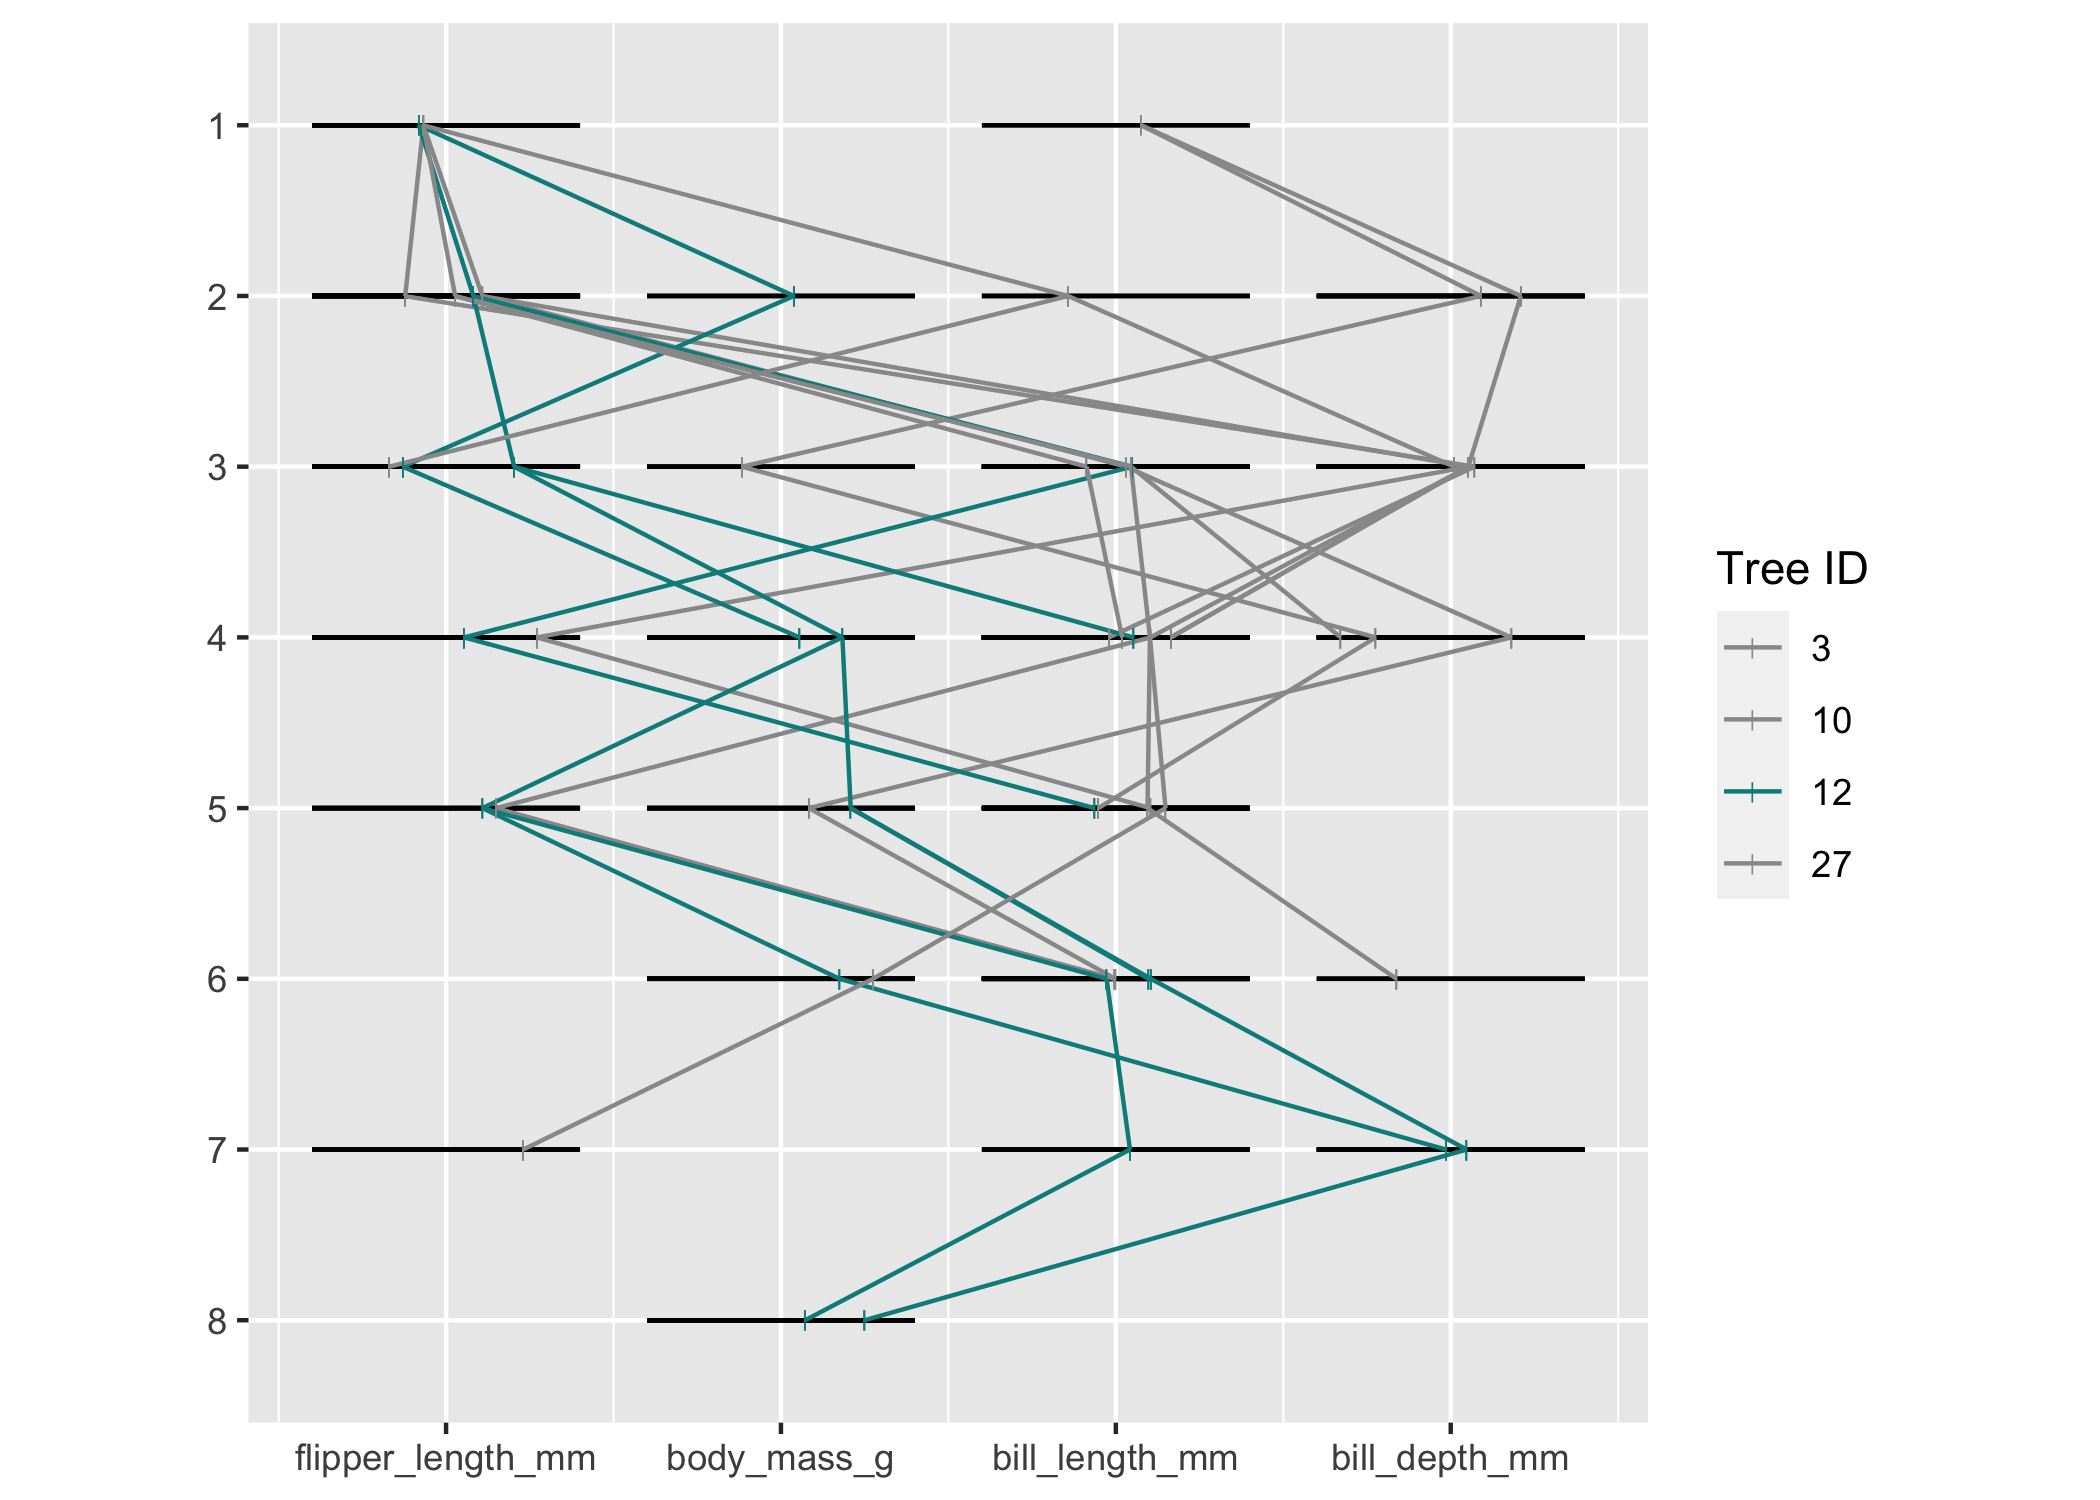 1
2
3
4
5
6
7
8
flipper_length_mm
body_mass_g
bill_length_mm
bill_depth_mm
Tree ID
3
10
12
27